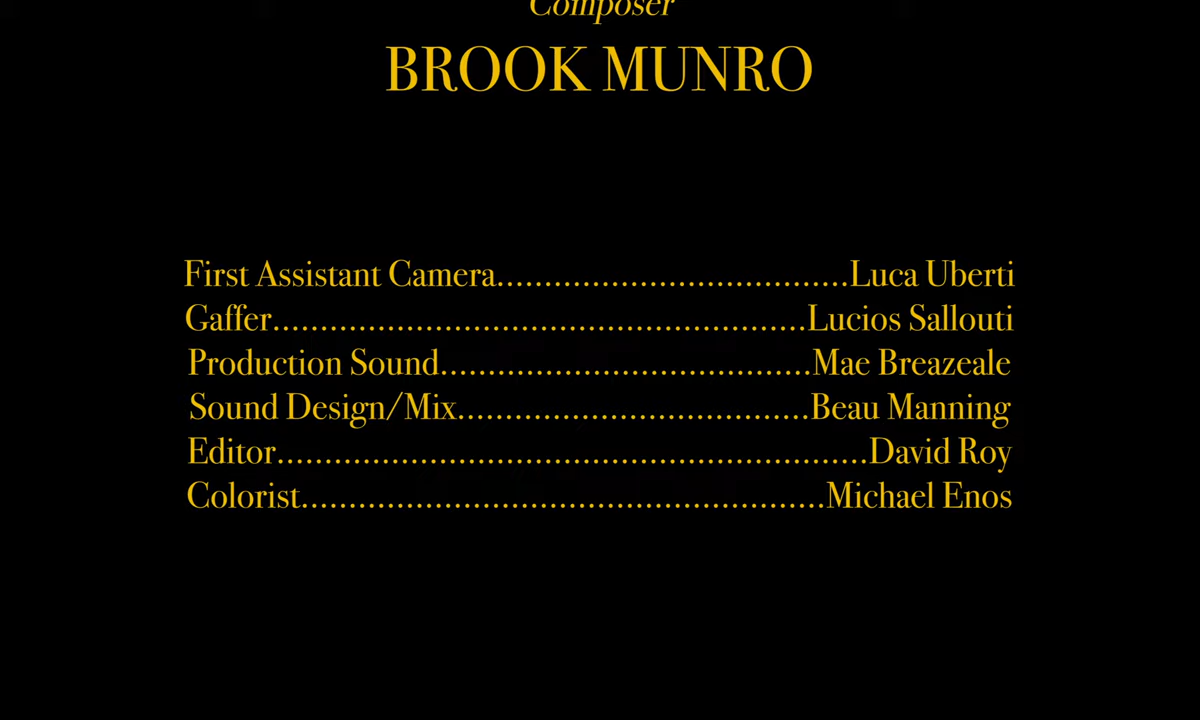 Composer
BROOK MUNRO
First Assistant Camera.....................................Luca Uberti
Gaffer........................................................Lucios Sallouti
Production Sound.......................................Mae Breazeale
Sound Design/Mix.....................................Beau Manning
Editor..............................................................David Roy
Colorist.......................................................Michael Enos